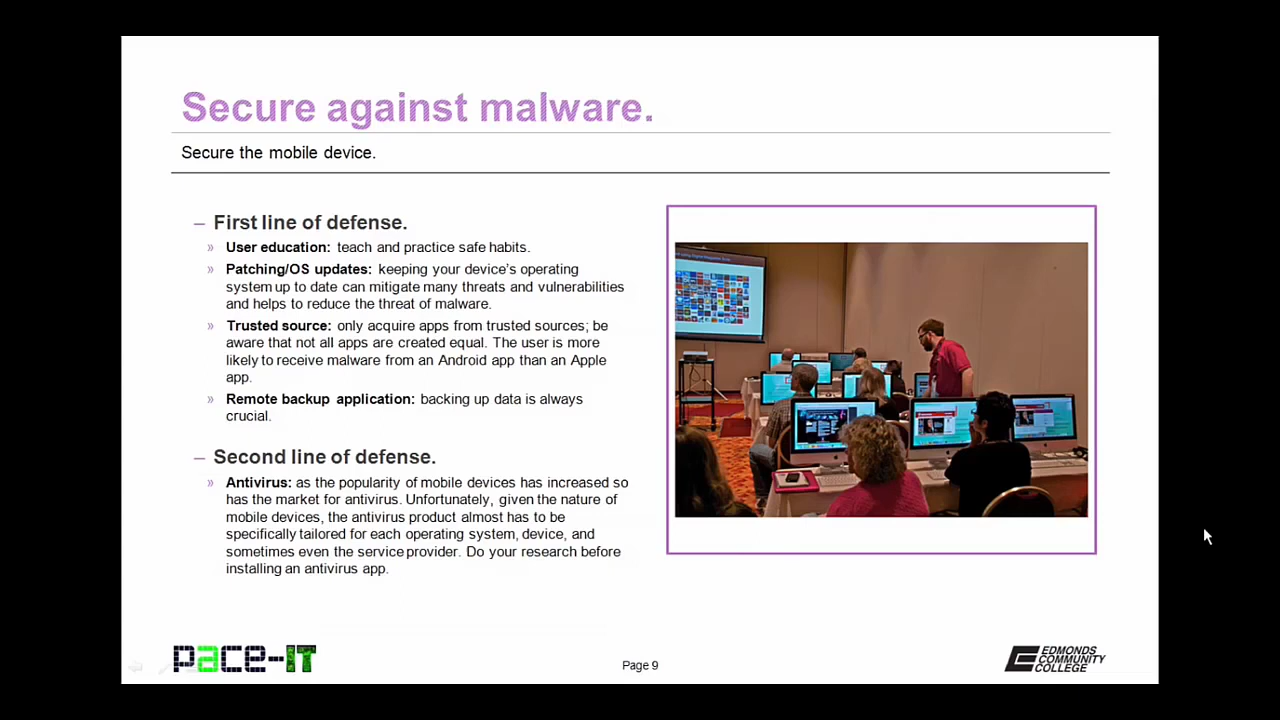 Secure against malware.
Secure the mobile device.
– First line of defense.
» User education: teach and practice safe habits.
» Patching/OS updates: keeping your device’s operating
system up to date can mitigate many threats and vulnerabilities
and helps to reduce the threat of malware.
» Trusted source: only acquire apps from trusted sources; be
aware that not all apps are created equal. The user is more
likely to receive malware from an Android app than an Apple
app.
» Remote backup application: backing up data is always
crucial.
– Second line of defense.
» Antivirus: as the popularity of mobile devices has increased so
has the market for antivirus. Unfortunately, given the nature of
mobile devices, the antivirus product almost has to be
specifically tailored for each operating system, device, and
sometimes even the service provider. Do your research before
installing an antivirus app.
pace-IT
Page 9
EDMONDS
COMMUNITY
COLLEGE